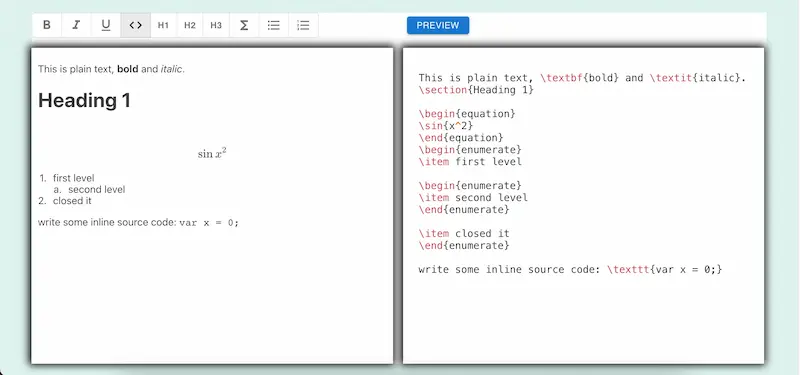 B I U <> H1 H2 H3 Σ
PREVIEW
This is plain text, bold and italic.
Heading 1
sin x²
1. first level
a. second level
2. closed it
write some inline source code: var x = 0;
This is plain text, \textbf{bold} and \textit{italic}.
\section{Heading 1}
\begin{equation}
\sin{x^2}
\end{equation}
\begin{enumerate}
\item first level
\begin{enumerate}
\item second level
\end{enumerate}
\item closed it
\end{enumerate}
write some inline source code: \texttt{var x = 0;}